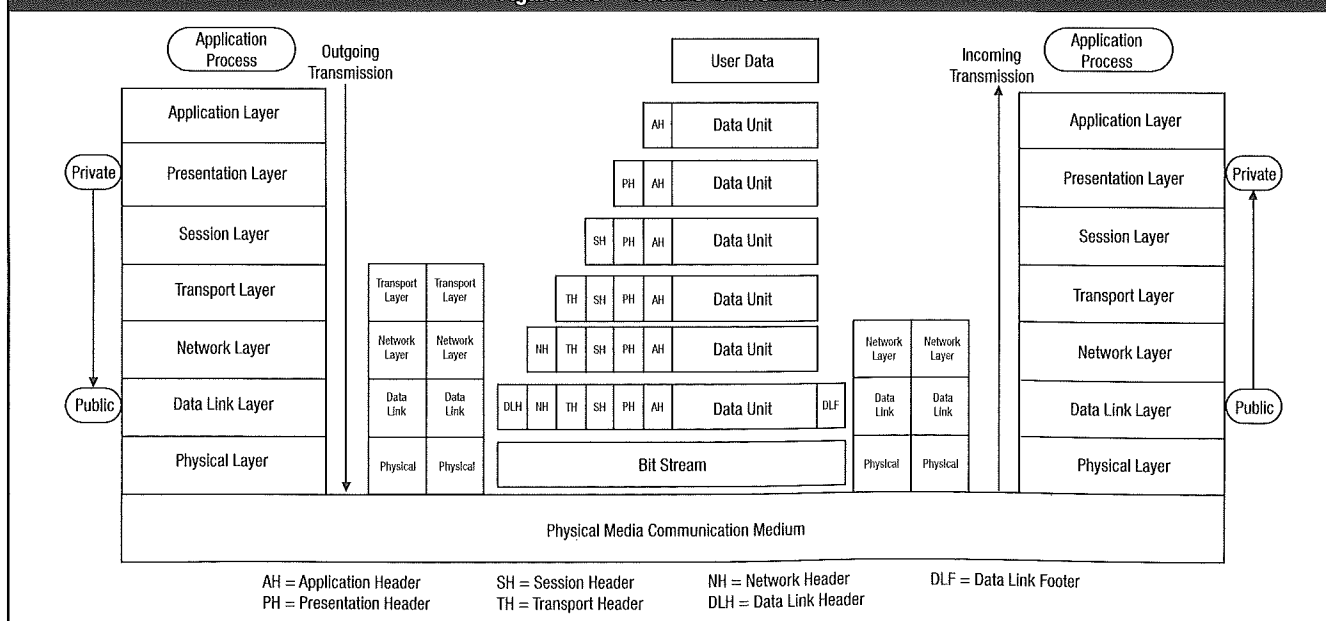 Application
Process
Outgoing
Transmission
User Data
Incoming
Transmission
Application
Process
Application Layer
AH
Data Unit
Application Layer
Private
Presentation Layer
PH
AH
Data Unit
Presentation Layer
Private
Session Layer
SH
PH
AH
Data Unit
Session Layer
Transport Layer
Transport
Layer
Transport
Layer
TH
SH
PH
AH
Data Unit
Transport Layer
Network Layer
Network
Layer
Network
Layer
NH
TH
SH
PH
AH
Data Unit
Network
Layer
Network
Layer
Network Layer
Public
Data Link Layer
Data
Link
Data
Link
DLH
NH
TH
SH
PH
AH
Data Unit
DLF
Data
Link
Data
Link
Data Link Layer
Public
Physical Layer
Physical
Physical
Bit Stream
Physical
Physical
Physical Layer
Physical Media Communication Medium
AH = Application Header
SH = Session Header
NH = Network Header
DLF = Data Link Footer
PH = Presentation Header
TH = Transport Header
DLH = Data Link Header